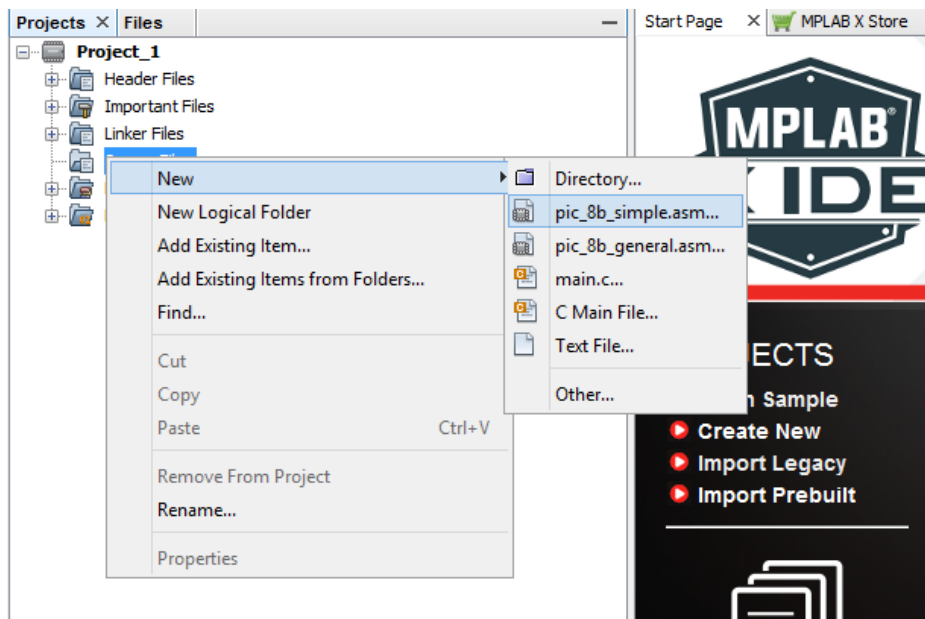 Projects × Files
Project_1
Header Files
Important Files
Linker Files
New
New Logical Folder
Add Existing Item...
Add Existing Items from Folders...
Find...
Cut
Copy
Paste Ctrl+V
Remove From Project
Rename...
Properties
Directory...
pic_8b_simple.asm...
pic_8b_general.asm...
main.c...
C Main File...
Text File...
Other...
Start Page × MPLAB X Store
MPLAB®
IDE
ECTS
Sample
Create New
Import Legacy
Import Prebuilt